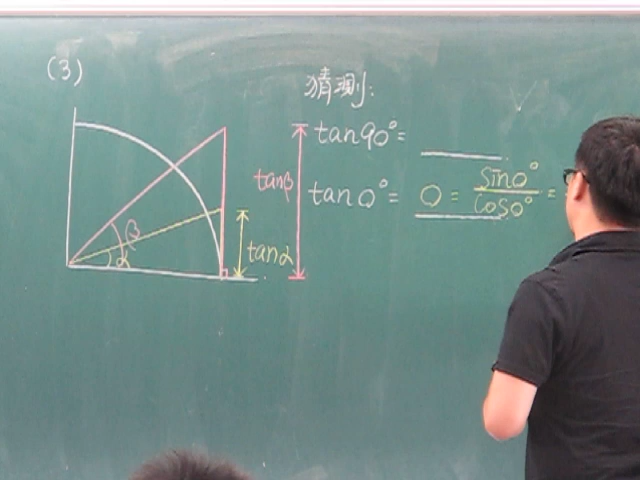 (3)
猜測:
tan90°=
tan0°= 0 = sin0°/cos0° =
tanβ
tanα
β
α